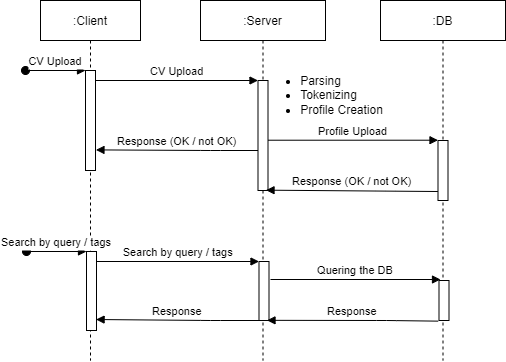 :Client
:Server
:DB
CV Upload
CV Upload
Parsing
Tokenizing
Profile Creation
Profile Upload
Response (OK / not OK)
Response (OK / not OK)
Search by query / tags
Search by query / tags
Quering the DB
Response
Response